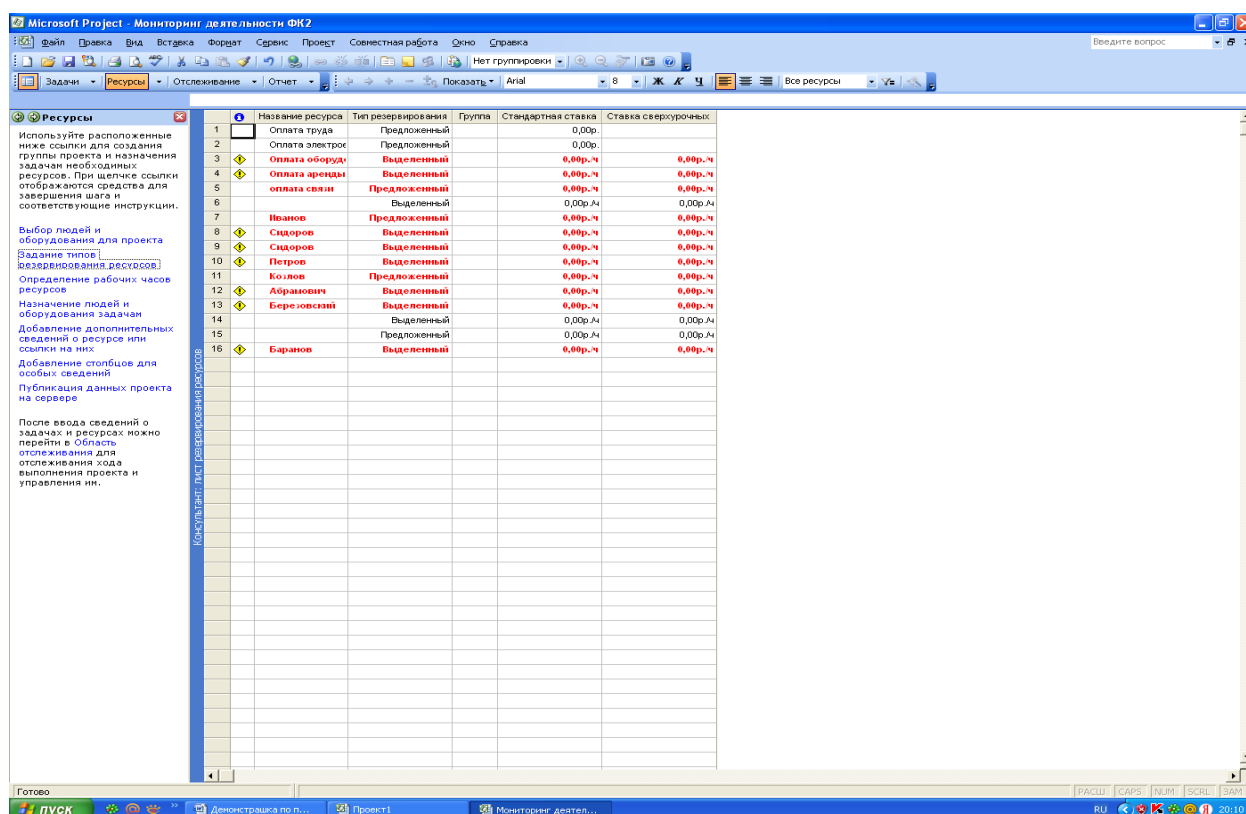 Microsoft Project - Мониторинг деятельности ФК2
Файл Правка Вид Вставка Формат Сервис Проект Совместная работа Окно Справка Введите вопрос
Нет группировки
Задачи Ресурсы Отслеживание Отчет Показать Arial 8 Ж К Ч Все ресурсы
Ресурсы
Используйте расположенные
ниже ссылки для создания
группы проекта и назначения
задачам необходимых
ресурсов. При щелчке ссылки
отображаются средства для
завершения шага и
соответствующие инструкции.
Выбор людей и
оборудования для проекта
Задание типов
резервирования ресурсов
Определение рабочих часов
ресурсов
Назначение людей и
оборудования задачам
Добавление дополнительных
сведений о ресурсе или
ссылки на них
Добавление столбцов для
особых сведений
Публикация данных проекта
на сервере
После ввода сведений о
задачах и ресурсах можно
перейти в Область
отслеживания для
отслеживания хода
выполнения проекта и
управления им.
Консультант: лист резервирования ресурсов
Название ресурса Тип резервирования Группа Стандартная ставка Ставка сверхурочных
1 Оплата труда Предложенный 0,00р.
2 Оплата электрое Предложенный 0,00р.
3 Оплата оборуд Выделенный 0,00р./ч 0,00р./ч
4 Оплата аренды Выделенный 0,00р./ч 0,00р./ч
5 оплата связи Предложенный 0,00р./ч 0,00р./ч
6 Выделенный 0,00р./ч 0,00р./ч
7 Иванов Предложенный 0,00р./ч 0,00р./ч
8 Сидоров Выделенный 0,00р./ч 0,00р./ч
9 Сидоров Выделенный 0,00р./ч 0,00р./ч
10 Петров Выделенный 0,00р./ч 0,00р./ч
11 Козлов Предложенный 0,00р./ч 0,00р./ч
12 Абрамович Выделенный 0,00р./ч 0,00р./ч
13 Березовский Выделенный 0,00р./ч 0,00р./ч
14 Выделенный 0,00р./ч 0,00р./ч
15 Предложенный 0,00р./ч 0,00р./ч
16 Баранов Выделенный 0,00р./ч 0,00р./ч
Готово РАСШ CAPS NUM SCRL ЗАМ
пуск Демонстрашка по п... Проект1 Мониторинг деятел... RU 20:10